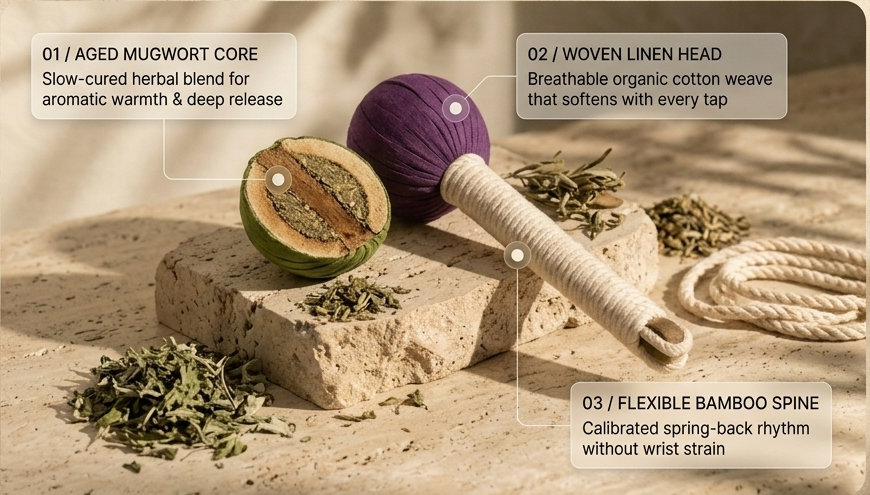 01 / AGED MUGWORT CORE
Slow-cured herbal blend for
aromatic warmth & deep release
02 / WOVEN LINEN HEAD
Breathable organic cotton weave
that softens with every tap
03 / FLEXIBLE BAMBOO SPINE
Calibrated spring-back rhythm
without wrist strain